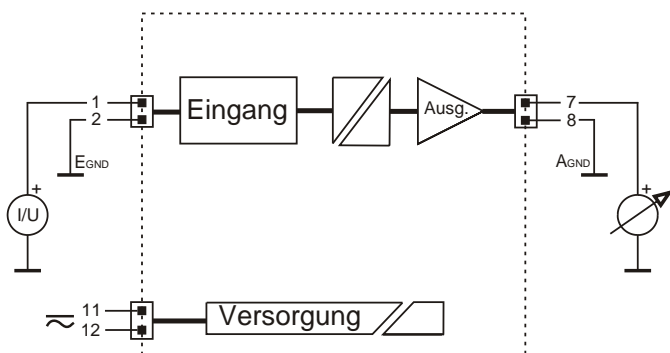 1
2
EGND
+
I/U
Eingang
Ausg.
7
8
AGND
+
11
12
Versorgung